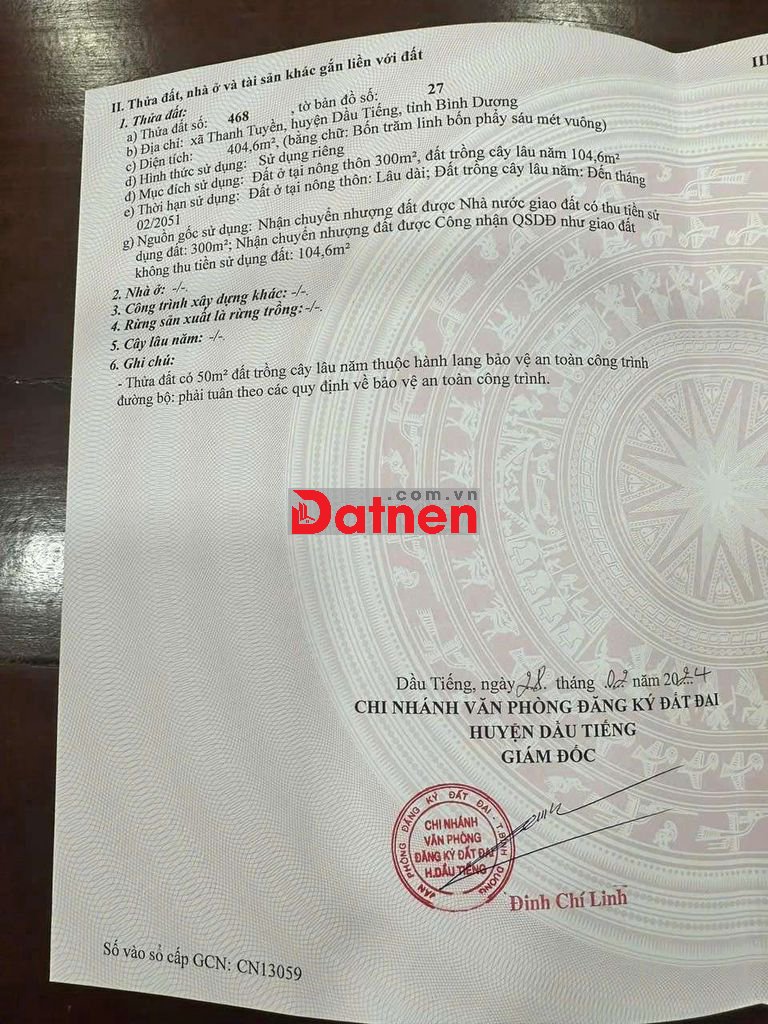 II. Thửa đất, nhà ở và tài sản khác gắn liền với đất
III
1. Thửa đất:
a) Thửa đất số: 468 , tờ bản đồ số: 27
b) Địa chỉ: xã Thanh Tuyền, huyện Dầu Tiếng, tỉnh Bình Dương
c) Diện tích: 404,6m², (bằng chữ: Bốn trăm linh bốn phẩy sáu mét vuông)
d) Hình thức sử dụng: Sử dụng riêng
đ) Mục đích sử dụng: Đất ở tại nông thôn 300m², đất trồng cây lâu năm 104,6m²
e) Thời hạn sử dụng: Đất ở tại nông thôn: Lâu dài; Đất trồng cây lâu năm: Đến tháng
02/2051
g) Nguồn gốc sử dụng: Nhận chuyển nhượng đất được Nhà nước giao đất có thu tiền sử
dụng đất: 300m²; Nhận chuyển nhượng đất được Công nhận QSDĐ như giao đất
không thu tiền sử dụng đất: 104,6m²
2. Nhà ở: -/-.
3. Công trình xây dựng khác: -/-.
4. Rừng sản xuất là rừng trồng: -/-.
5. Cây lâu năm: -/-.
6. Ghi chú:
- Thửa đất có 50m² đất trồng cây lâu năm thuộc hành lang bảo vệ an toàn công trình
đường bộ: phải tuân theo các quy định về bảo vệ an toàn công trình.
.com.vn
Datnen
Dầu Tiếng, ngày 28 tháng 02 năm 2024
CHI NHÁNH VĂN PHÒNG ĐĂNG KÝ ĐẤT ĐAI
HUYỆN DẦU TIẾNG
GIÁM ĐỐC
PHÒNG ĐĂNG KÝ ĐẤT ĐAI - T.BÌNH DƯƠNG
CHI NHÁNH
VĂN PHÒNG
ĐĂNG KÝ ĐẤT ĐAI
H.DẦU TIẾNG
Đinh Chí Linh
Số vào sổ cấp GCN: CN13059